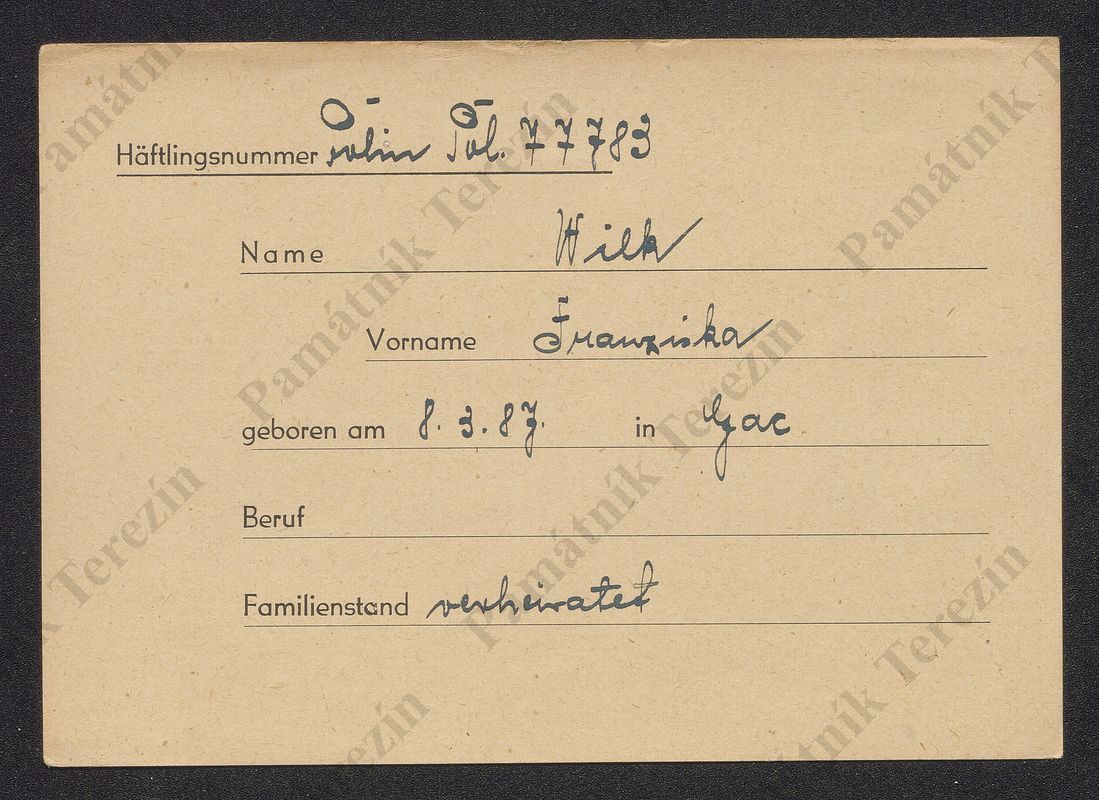 Häftlingsnummer Polin Pol. 77783
Name Wilk
Vorname Franziska
geboren am 8. 3. 87. in Gac
Beruf
Familienstand verheiratet
Památník Terezín